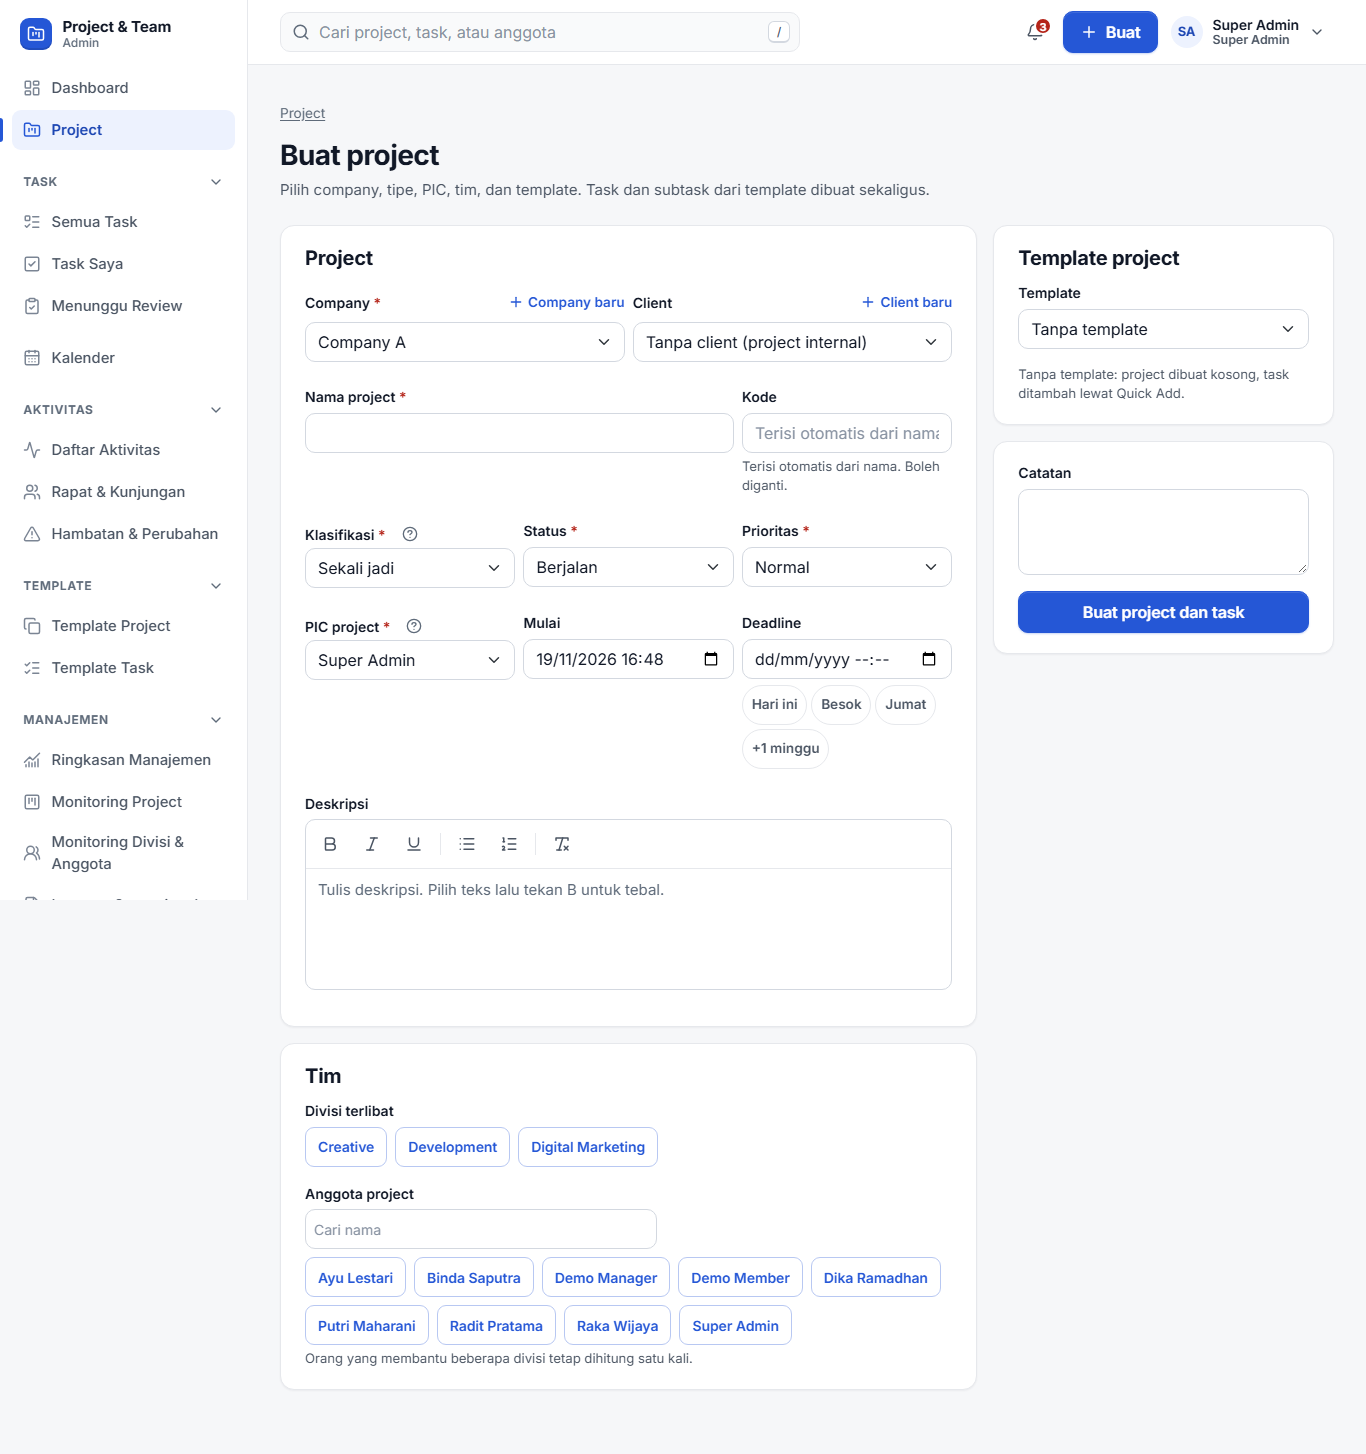 Project & Team
Admin
Dashboard
Project
TASK
Semua Task
Task Saya
Menunggu Review
Kalender
AKTIVITAS
Daftar Aktivitas
Rapat & Kunjungan
Hambatan & Perubahan
TEMPLATE
Template Project
Template Task
MANAJEMEN
Ringkasan Manajemen
Monitoring Project
Monitoring Divisi &
Anggota
Cari project, task, atau anggota
/
3
Buat
SA
Super Admin
Super Admin
Project
Buat project
Pilih company, tipe, PIC, tim, dan template. Task dan subtask dari template dibuat sekaligus.
Project
Company *
+ Company baru
Client
+ Client baru
Company A
Tanpa client (project internal)
Nama project *
Kode
Terisi otomatis dari nama
Terisi otomatis dari nama. Boleh
diganti.
Klasifikasi *
Status *
Prioritas *
Sekali jadi
Berjalan
Normal
PIC project *
Mulai
Deadline
Super Admin
19/11/2026 16:48
dd/mm/yyyy --:--
Hari ini
Besok
Jumat
+1 minggu
Deskripsi
Tulis deskripsi. Pilih teks lalu tekan B untuk tebal.
Tim
Divisi terlibat
Creative
Development
Digital Marketing
Anggota project
Cari nama
Ayu Lestari
Binda Saputra
Demo Manager
Demo Member
Dika Ramadhan
Putri Maharani
Radit Pratama
Raka Wijaya
Super Admin
Orang yang membantu beberapa divisi tetap dihitung satu kali.
Template project
Template
Tanpa template
Tanpa template: project dibuat kosong, task
ditambah lewat Quick Add.
Catatan
Buat project dan task